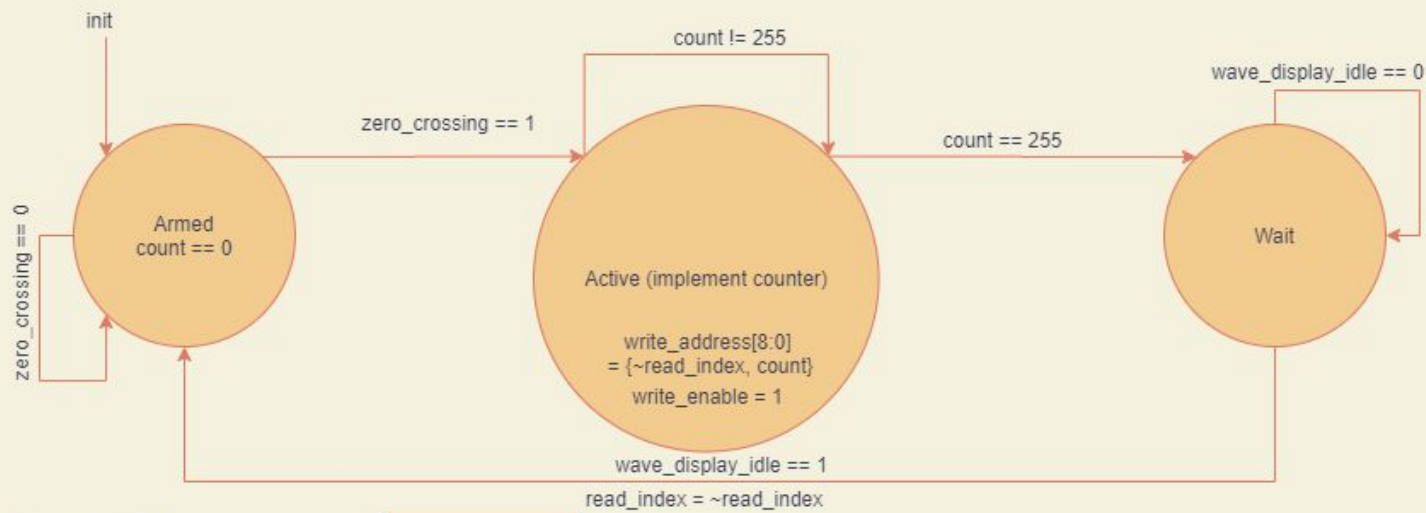 init
count != 255
wave_display_idle == 0
zero_crossing == 1
count == 255
Armed
count == 0
zero_crossing == 0
Active (implement counter)
write_address[8:0]
= {~read_index, count}
write_enable = 1
Wait
wave_display_idle == 1
read_index = ~read_index